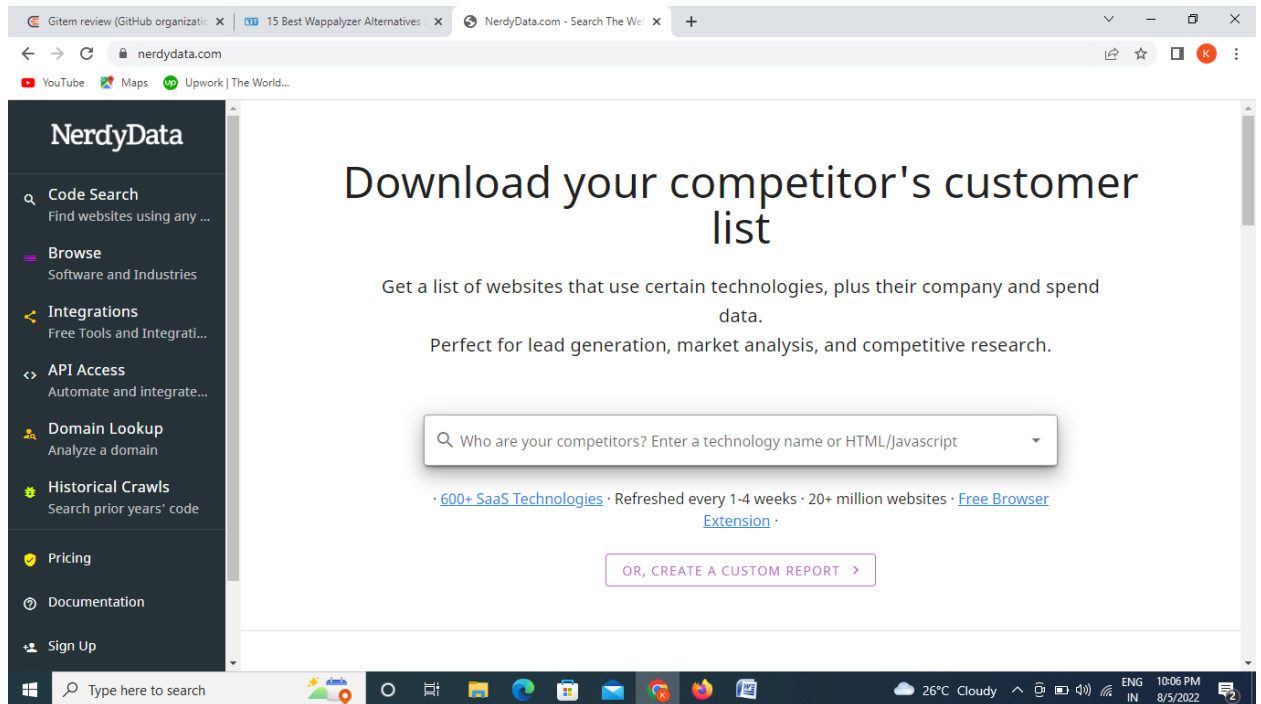 Gitem review (GitHub organizatic
15 Best Wappalyzer Alternatives
NerdyData.com - Search The We
nerdydata.com
K
YouTube Maps up Upwork | The World...
NerdyData
Code Search
Find websites using any ...
Browse
Software and Industries
Integrations
Free Tools and Integrati...
API Access
Automate and integrate...
Domain Lookup
Analyze a domain
Historical Crawls
Search prior years' code
Pricing
Documentation
Sign Up
Download your competitor's customer
list
Get a list of websites that use certain technologies, plus their company and spend
data.
Perfect for lead generation, market analysis, and competitive research.
Who are your competitors? Enter a technology name or HTML/Javascript
· 600+ SaaS Technologies · Refreshed every 1-4 weeks · 20+ million websites · Free Browser
Extension ·
OR, CREATE A CUSTOM REPORT >
Type here to search
26°C Cloudy
ENG
IN
10:06 PM
8/5/2022
2